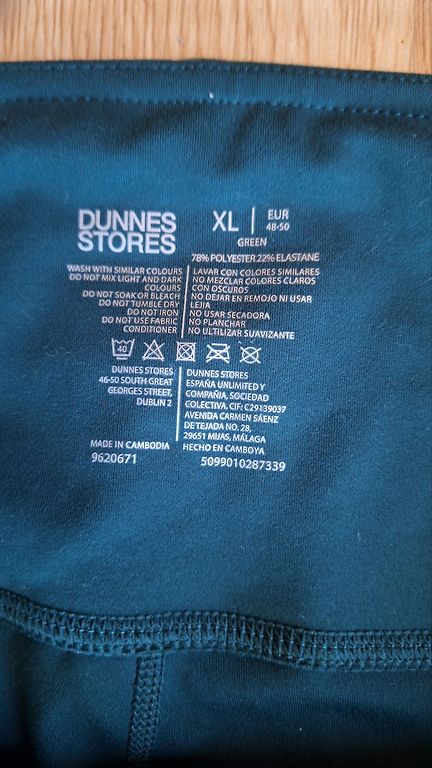 DUNNES
STORES
XL
EUR
48-50
GREEN
78% POLYESTER 22% ELASTANE
WASH WITH SIMILAR COLOURS
DO NOT MIX LIGHT AND DARK
COLOURS
DO NOT SOAK OR BLEACH
DO NOT TUMBLE DRY
DO NOT IRON
DO NOT USE FABRIC
CONDITIONER
LAVAR CON COLORES SIMILARES
NO MEZCLAR COLORES CLAROS
CON OSCUROS
NO DEJAR EN REMOJO NI USAR
LEJIA
NO USAR SECADORA
NO PLANCHAR
NO ULTILIZAR SUAVIZANTE
40
DUNNES STORES
46-50 SOUTH GREAT
GEORGES STREET,
DUBLIN 2
DUNNES STORES
ESPAÑA UNLIMITED Y
COMPAÑIA, SOCIEDAD
COLECTIVA. CIF: C29139037
AVENIDA CARMEN SÁENZ
DE TEJADA NO. 28,
29651 MIJAS, MÁLAGA
MADE IN CAMBODIA
HECHO EN CAMBOYA
9620671
5099010287339